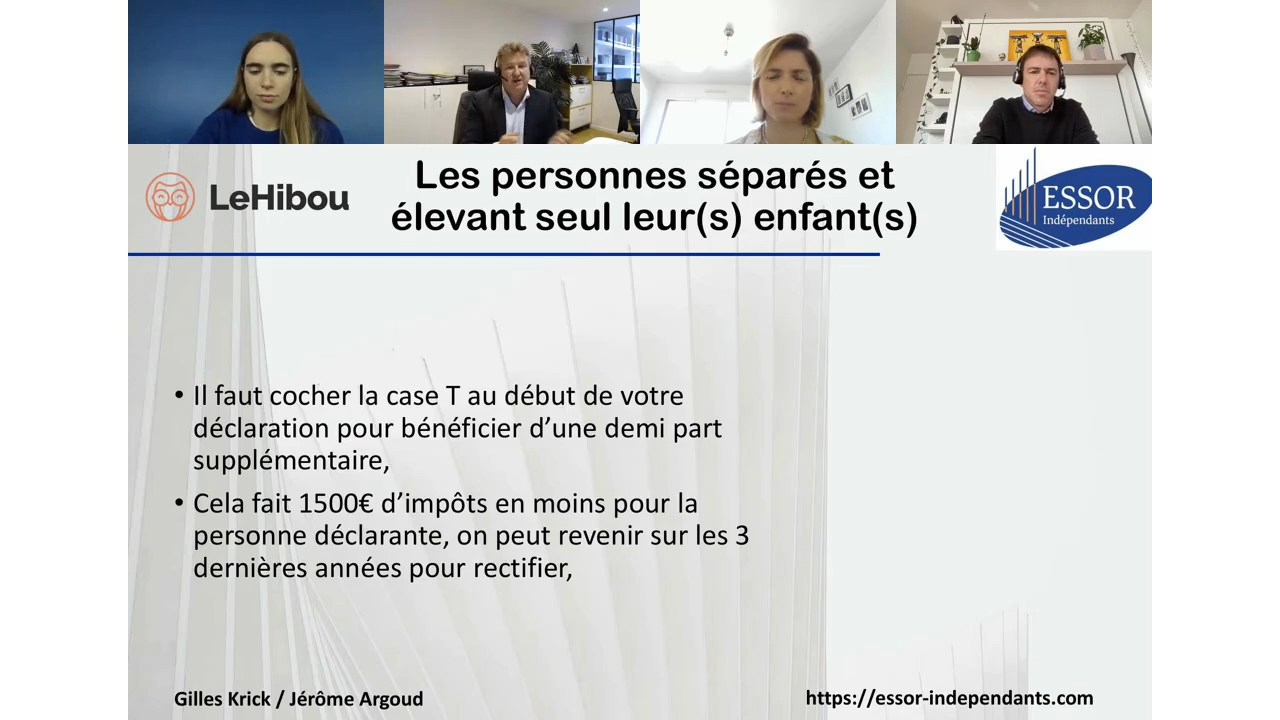 LeHibou
Les personnes séparés et
élevant seul leur(s) enfant(s)
ESSOR
Indépendants
• Il faut cocher la case T au début de votre
déclaration pour bénéficier d’une demi part
supplémentaire,
• Cela fait 1500€ d’impôts en moins pour la
personne déclarante, on peut revenir sur les 3
dernières années pour rectifier,
Gilles Krick / Jérôme Argoud
https://essor-independants.com